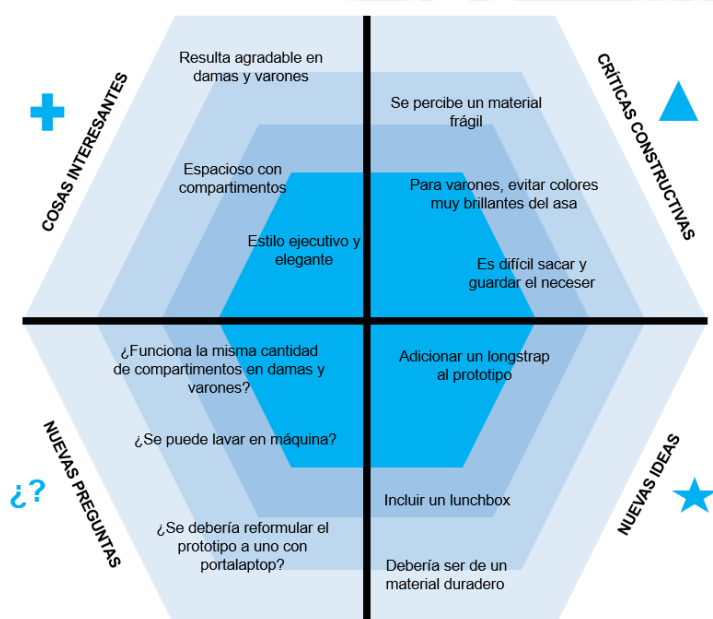 COSAS INTERESANTES
Resulta agradable en
damas y varones
Espacioso con
compartimentos
Estilo ejecutivo y
elegante
CRÍTICAS CONSTRUCTIVAS
Se percibe un material
frágil
Para varones, evitar colores
muy brillantes del asa
Es difícil sacar y
guardar el neceser
NUEVAS PREGUNTAS
¿?
¿Funciona la misma cantidad
de compartimentos en damas y
varones?
¿Se puede lavar en máquina?
¿Se debería reformular el
prototipo a uno con
portalaptop?
NUEVAS IDEAS
Adicionar un longstrap
al prototipo
Incluir un lunchbox
Debería ser de un
material duradero